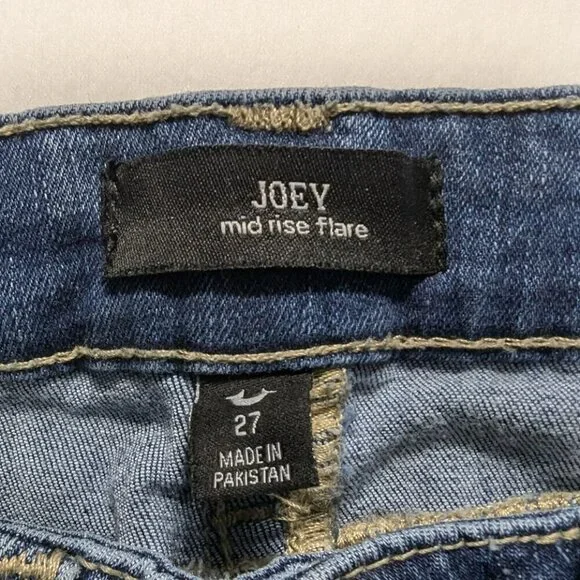 JOEY
mid rise flare
27
MADE IN
PAKISTAN